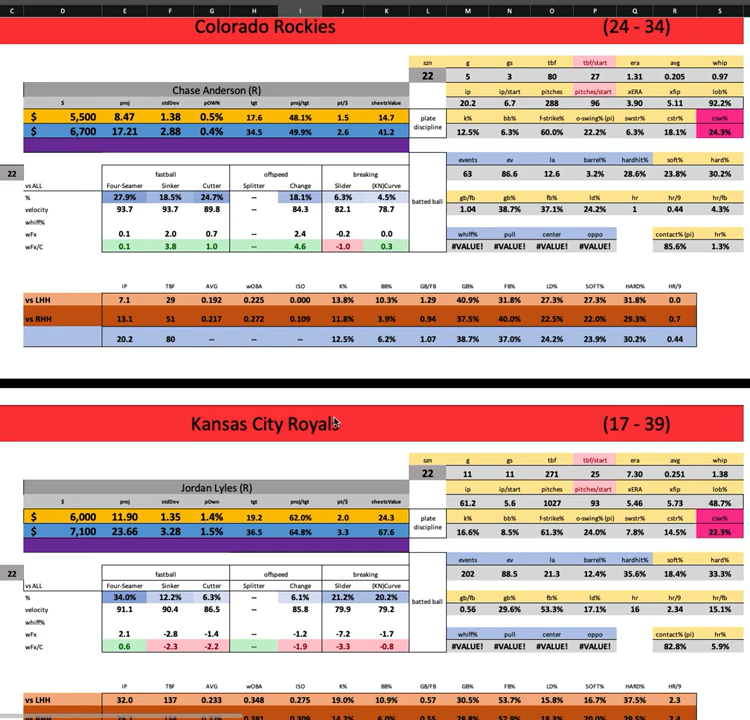 C D E F G H I J K L M N O P Q R S
Colorado Rockies (24 - 34)
szn g gs tbf tbf/start era avg whip
22 5 3 80 27 1.31 0.205 0.97
Chase Anderson (R) ip ip/start pitches pitches/start xERA xfip lob
$ proj stdDev pOWN tgt proj/tgt pt/$ sheetsValue 20.2 6.7 288 96 3.90 5.11 92.2%
$ 5,500 8.47 1.38 0.5% 17.6 48.1% 1.5 14.7 plate discipline k% bb% f-strike% o-swing% (pi) swstr% cstr% csw%
$ 6,700 17.21 2.88 0.4% 34.5 49.9% 2.6 41.2 12.5% 6.3% 60.0% 22.2% 6.3% 18.1% 24.3%
events ev la barrel% hardhit% soft% hard%
22 fastball offspeed breaking 63 86.6 12.6 3.2% 28.6% 23.8% 30.2%
vs ALL Four-Seamer Sinker Cutter Splitter Change Slider (KN)Curve
% 27.9% 18.5% 24.7% -- 18.1% 6.3% 4.5% batted ball gb/fb gb% fb% ld% hr hr/9 hr/fb
velocity 93.7 93.7 89.8 -- 84.3 82.1 78.7 1.04 38.7% 37.1% 24.2% 1 0.44 4.3%
whiff%
wFx 0.1 2.0 0.7 2.4 -0.2 0.0 whiff% pull center oppo contact% (pi) hr%
wFx/C 0.1 3.8 1.0 -- 4.6 -1.0 0.3 #VALUE! #VALUE! #VALUE! #VALUE! 85.6% 1.3%
IP TBF AVG wOBA ISO K% BB% GB/FB GB% FB% LD% SOFT% HARD% HR/9
vs LHH 7.1 29 0.192 0.225 0.000 13.8% 10.3% 1.29 40.9% 31.8% 27.3% 27.3% 31.8% 0.0
vs RHH 13.1 51 0.217 0.272 0.109 11.8% 3.9% 0.94 37.5% 40.0% 22.5% 22.0% 29.3% 0.7
20.2 80 -- -- -- 12.5% 6.2% 1.07 38.7% 37.0% 24.2% 23.9% 30.2% 0.44
Kansas City Royals (17 - 39)
szn g gs tbf tbf/start era avg whip
22 11 11 271 25 7.30 0.251 1.38
Jordan Lyles (R) ip ip/start pitches pitches/start xERA xfip lob
$ proj stdDev pOwn tgt proj/tgt pt/$ sheetsValue 61.2 5.6 1027 93 5.46 5.73 48.7%
$ 6,000 11.90 1.35 1.4% 19.2 62.0% 2.0 24.3 plate discipline k% bb% f-strike% o-swing% (pi) swstr% cstr% csw%
$ 7,100 23.66 3.28 1.5% 36.5 64.8% 3.3 67.6 16.6% 8.5% 61.3% 24.0% 7.8% 14.5% 22.3%
events ev la barrel% hardhit% soft% hard%
22 fastball offspeed breaking 202 88.5 21.3 12.4% 35.6% 18.4% 33.3%
vs ALL Four-Seamer Sinker Cutter Splitter Change Slider (KN)Curve
% 34.0% 12.2% 6.3% -- 6.1% 21.2% 20.2% batted ball gb/fb gb% fb% ld% hr hr/9 hr/fb
velocity 91.1 90.4 86.5 -- 85.8 79.9 79.2 0.56 29.6% 53.3% 17.1% 16 2.34 15.1%
whiff%
wFx 2.1 -2.8 -1.4 -1.2 -7.2 -1.7 whiff% pull center oppo contact% (pi) hr%
wFx/C 0.6 -2.3 -2.2 -- -1.9 -3.3 -0.8 #VALUE! #VALUE! #VALUE! #VALUE! 82.8% 5.9%
IP TBF AVG wOBA ISO K% BB% GB/FB GB% FB% LD% SOFT% HARD% HR/9
vs LHH 32.0 137 0.233 0.348 0.275 19.0% 10.9% 0.57 30.5% 53.7% 15.8% 16.7% 37.5% 2.3